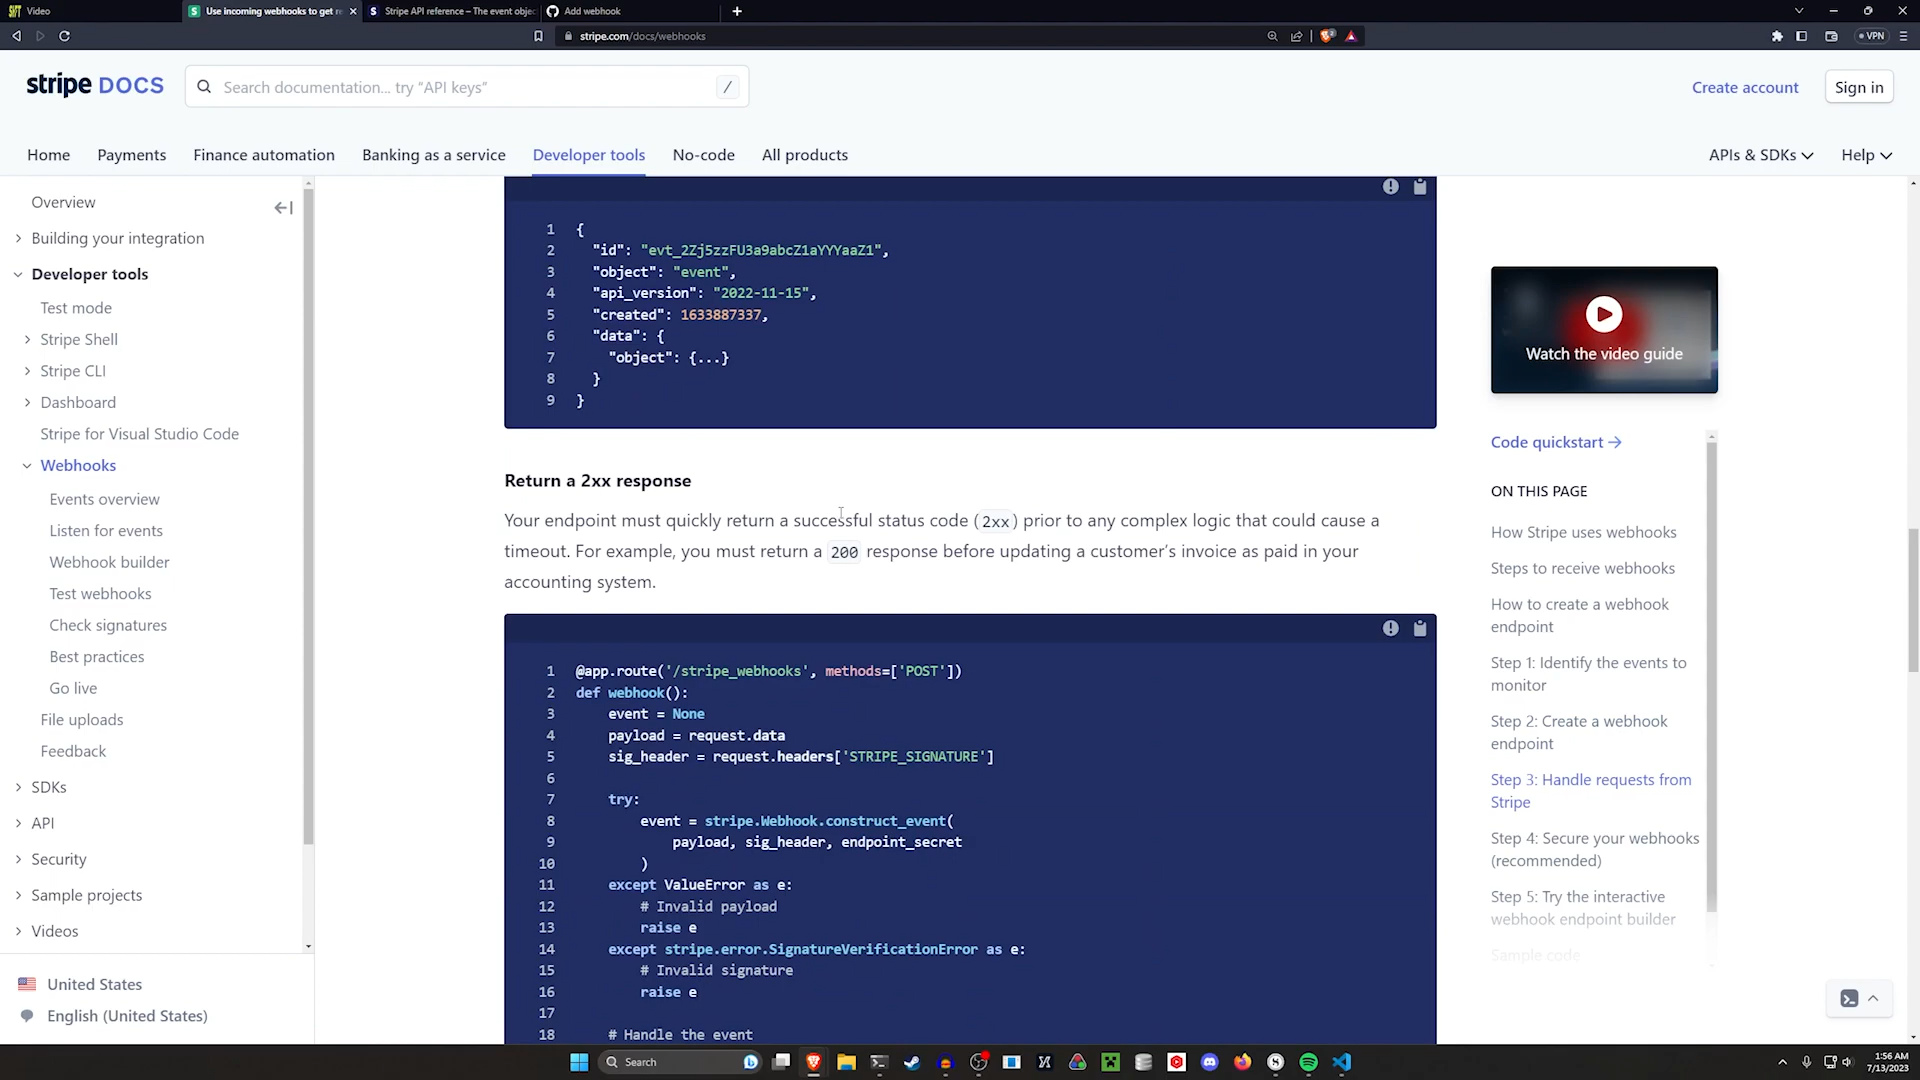 Video
Use incoming webhooks to get re
Stripe API reference – The event objec
Add webhook
stripe.com/docs/webhooks
VPN
stripe DOCS
Search documentation... try "API keys"
/
Create account
Sign in
Home
Payments
Finance automation
Banking as a service
Developer tools
No-code
All products
APIs & SDKs
Help
Overview
Building your integration
Developer tools
Test mode
Stripe Shell
Stripe CLI
Dashboard
Stripe for Visual Studio Code
Webhooks
Events overview
Listen for events
Webhook builder
Test webhooks
Check signatures
Best practices
Go live
File uploads
Feedback
SDKs
API
Security
Sample projects
Videos
United States
English (United States)
1 {
2 "id": "evt_2Zj5zzFU3a9abcZ1aYYYaaZ1",
3 "object": "event",
4 "api_version": "2022-11-15",
5 "created": 1633887337,
6 "data": {
7 "object": {...}
8 }
9 }
Return a 2xx response
Your endpoint must quickly return a successful status code (2xx) prior to any complex logic that could cause a
timeout. For example, you must return a 200 response before updating a customer's invoice as paid in your
accounting system.
1 @app.route('/stripe_webhooks', methods=['POST'])
2 def webhook():
3 event = None
4 payload = request.data
5 sig_header = request.headers['STRIPE_SIGNATURE']
6
7 try:
8 event = stripe.Webhook.construct_event(
9 payload, sig_header, endpoint_secret
10 )
11 except ValueError as e:
12 # Invalid payload
13 raise e
14 except stripe.error.SignatureVerificationError as e:
15 # Invalid signature
16 raise e
17
18 # Handle the event
Watch the video guide
Code quickstart →
ON THIS PAGE
How Stripe uses webhooks
Steps to receive webhooks
How to create a webhook
endpoint
Step 1: Identify the events to
monitor
Step 2: Create a webhook
endpoint
Step 3: Handle requests from
Stripe
Step 4: Secure your webhooks
(recommended)
Step 5: Try the interactive
webhook endpoint builder
Sample code
Search
1:56 AM
7/13/2023